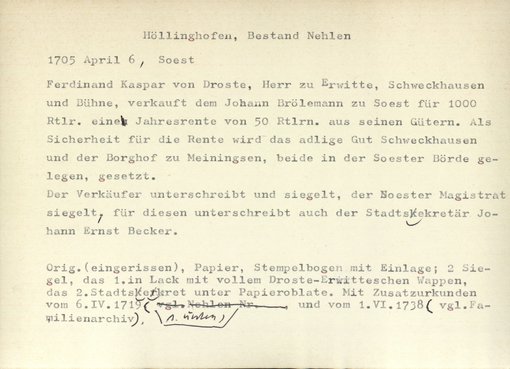 Höllinghofen, Bestand Nehlen
1705 April 6, Soest
Ferdinand Kaspar von Droste, Herr zu Erwitte, Schweckhausen
und Bühne, verkauft dem Johann Brölemann zu Soest für 1000
Rtlr. eine Jahresrente von 50 Rtlrn. aus seinen Gütern. Als
Sicherheit für die Rente wird das adlige Gut Schweckhausen
und der Borghof zu Meiningsen, beide in der Soester Börde ge-
legen, gesetzt.
Der Verkäufer unterschreibt und siegelt, der Noester Magistrat
siegelt, für diesen unterschreibt auch der Stadtsekretär Jo-
hann Ernst Becker.
Orig.(eingerissen), Papier, Stempelbogen mit Einlage; 2 Sie-
gel, das 1.in Lack mit vollem Droste-Erwitteschen Wappen,
das 2.Stadtsekret unter Papieroblate. Mit Zusatzurkunden
vom 6.IV.1719 (vgl.Nehlen Nr. und vom 1.VI.1738 (vgl.Fa-
milienarchiv), s. unten)